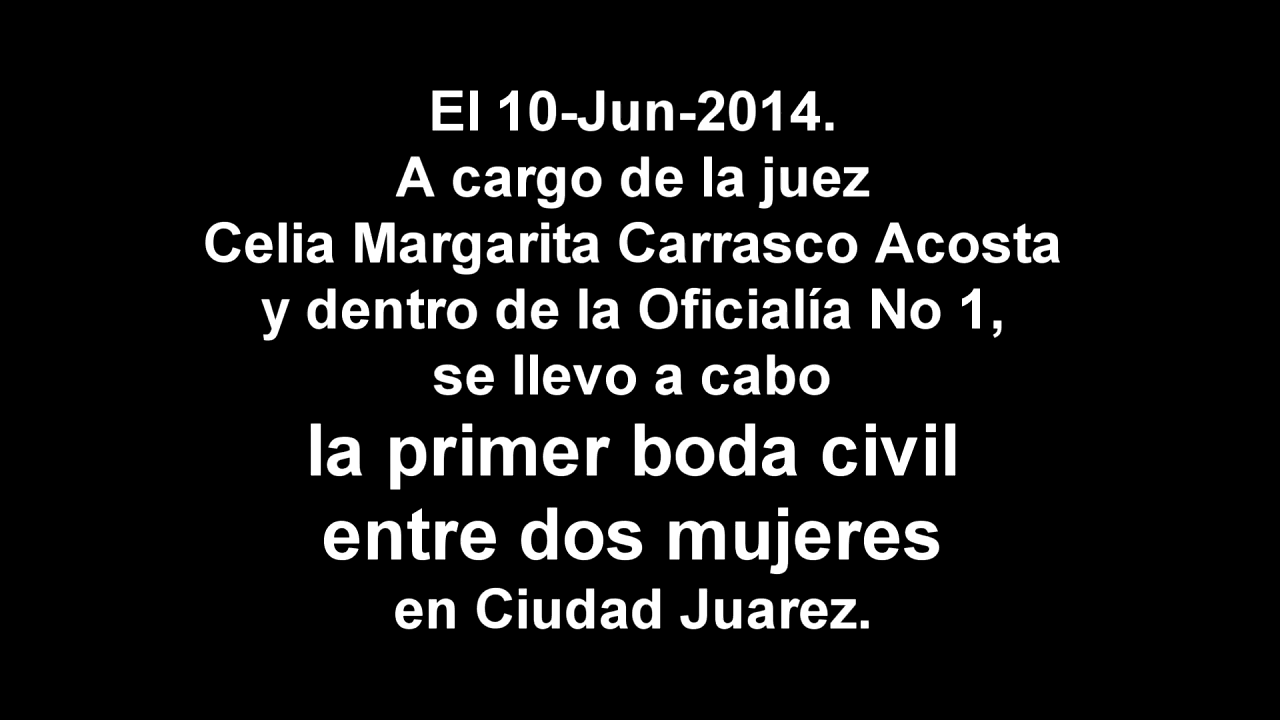 El 10-Jun-2014.
A cargo de la juez
Celia Margarita Carrasco Acosta
y dentro de la Oficialía No 1,
se llevo a cabo
la primer boda civil
entre dos mujeres
en Ciudad Juarez.